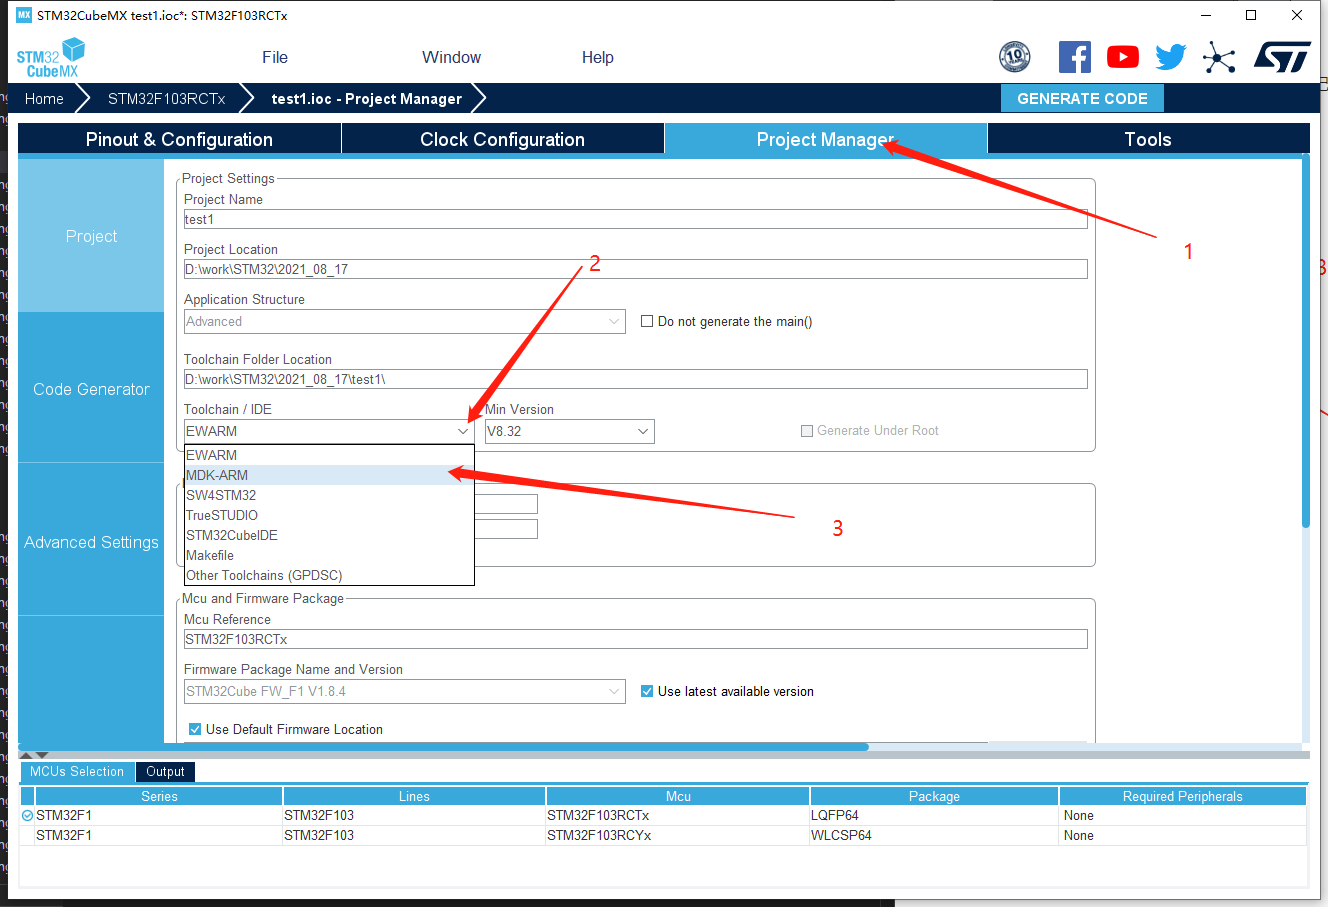 MX STM32CubeMX test1.ioc*: STM32F103RCTx
STM32
CubeMX
File
Window
Help
10
Home
STM32F103RCTx
test1.ioc - Project Manager
GENERATE CODE
Pinout & Configuration
Clock Configuration
Project Manager
Tools
Project
Code Generator
Advanced Settings
Project Settings
Project Name
test1
1
Project Location
D:\work\STM32\2021_08_17
2
Application Structure
Advanced
Do not generate the main()
Toolchain Folder Location
D:\work\STM32\2021_08_17\test1\
Toolchain / IDE
Min Version
EWARM
V8.32
Generate Under Root
EWARM
MDK-ARM
SW4STM32
TrueSTUDIO
STM32CubeIDE
Makefile
Other Toolchains (GPDSC)
3
Mcu and Firmware Package
Mcu Reference
STM32F103RCTx
Firmware Package Name and Version
STM32Cube FW_F1 V1.8.4
Use latest available version
Use Default Firmware Location
MCUs Selection
Output
Series Lines Mcu Package Required Peripherals
STM32F1 STM32F103 STM32F103RCTx LQFP64 None
STM32F1 STM32F103 STM32F103RCYx WLCSP64 None